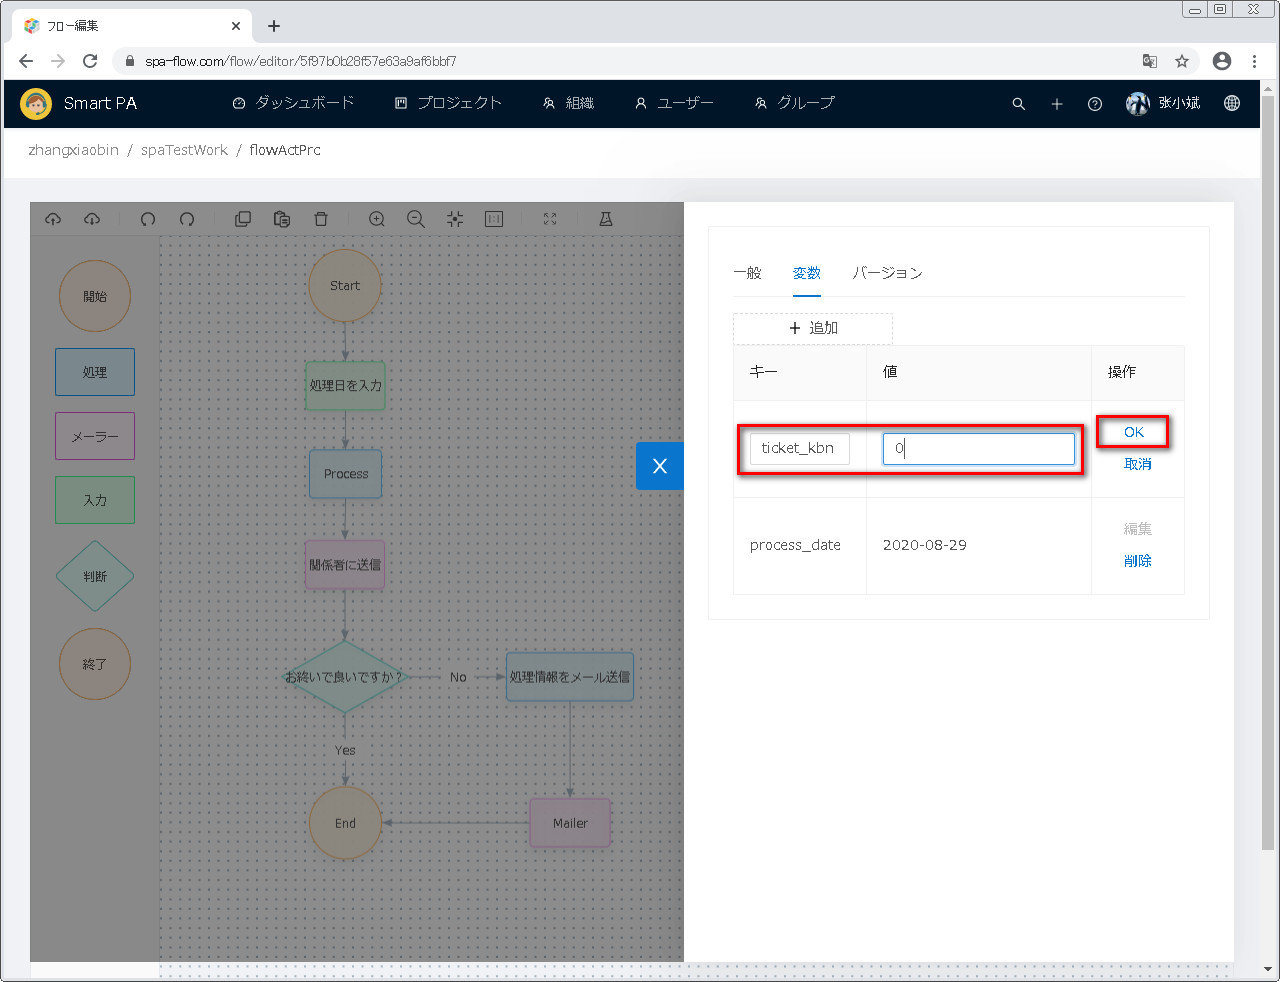 フロー編集
spa-flow.com/flow/editor/5f97b0b28f57e63a9af6bbf7
Smart PA
ダッシュボード
プロジェクト
組織
ユーザー
グループ
张小斌
zhangxiaobin / spaTestWork / flowActPrc
開始
処理
メーラー
入力
判断
終了
Start
処理日を入力
Process
関係者に送信
お終いで良いですか？
No
処理情報をメール送信
Yes
End
Mailer
X
一般
変数
バージョン
+ 追加
キー
値
操作
ticket_kbn
0
OK
取消
process_date
2020-08-29
編集
削除